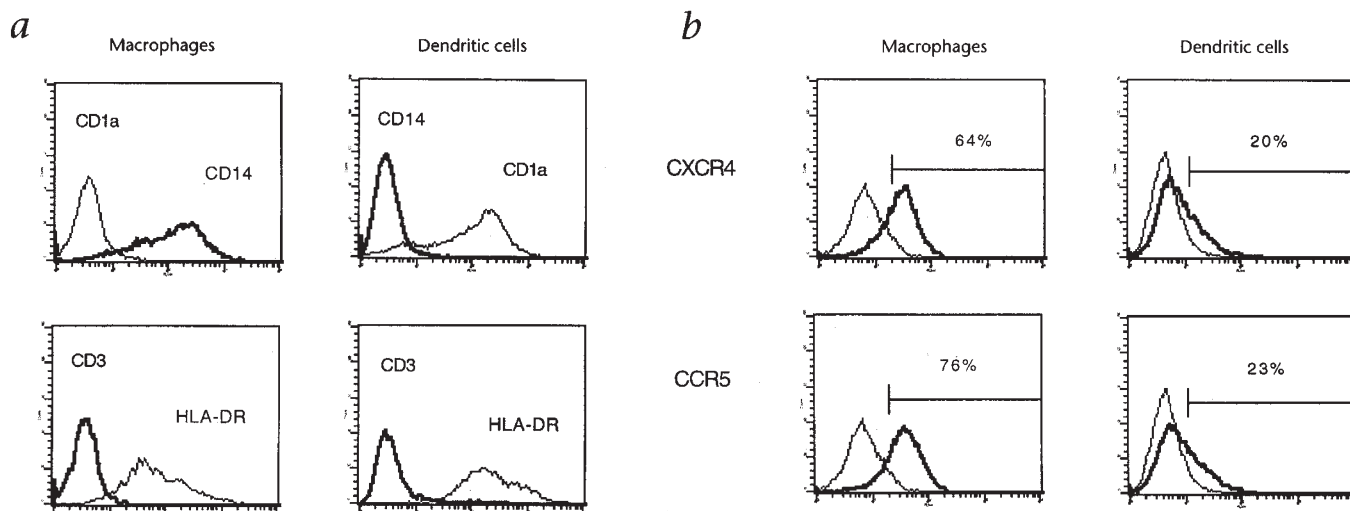 a
Macrophages
Dendritic cells
CD1a
CD14
CD14
CD1a
CD3
HLA-DR
CD3
HLA-DR
b
Macrophages
Dendritic cells
CXCR4
64%
20%
CCR5
76%
23%